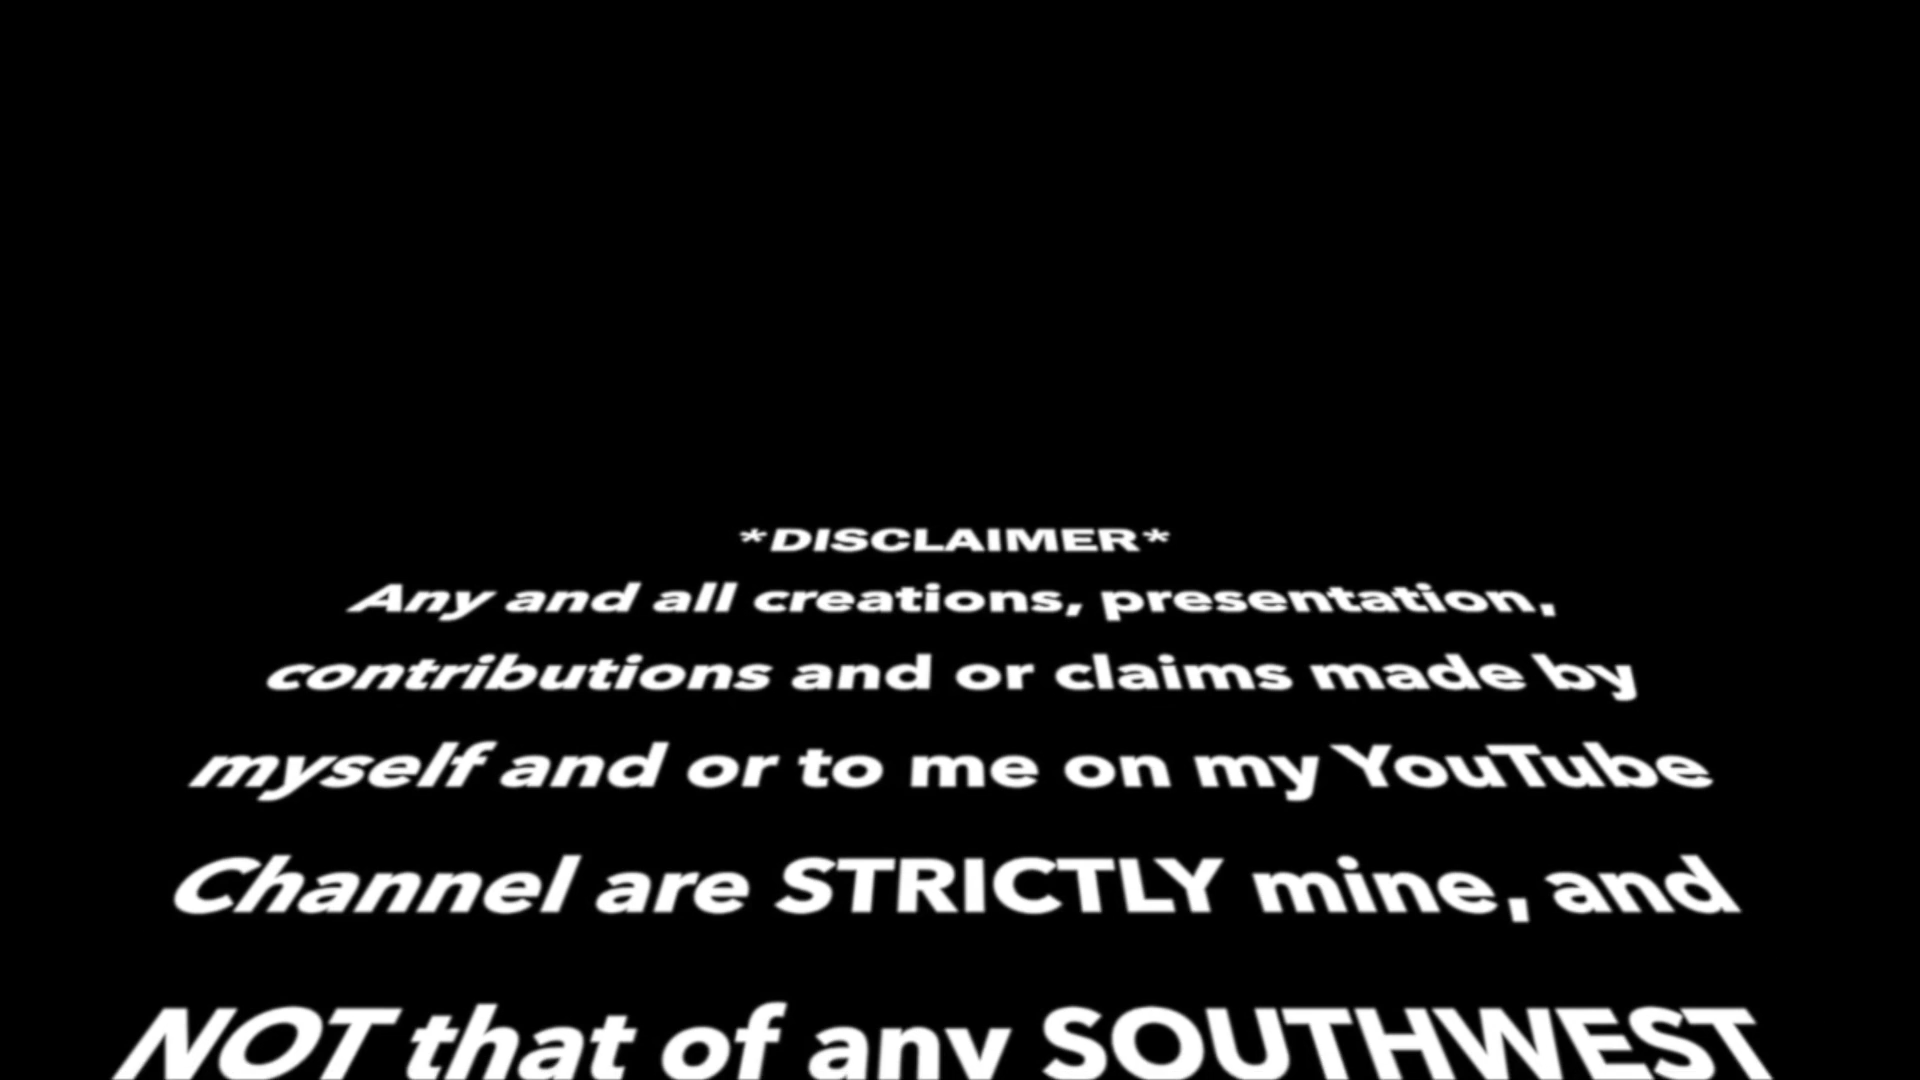 *DISCLAIMER*
Any and all creations, presentation,
contributions and or claims made by
myself and or to me on my YouTube
Channel are STRICTLY mine, and
NOT that of any SOUTHWEST